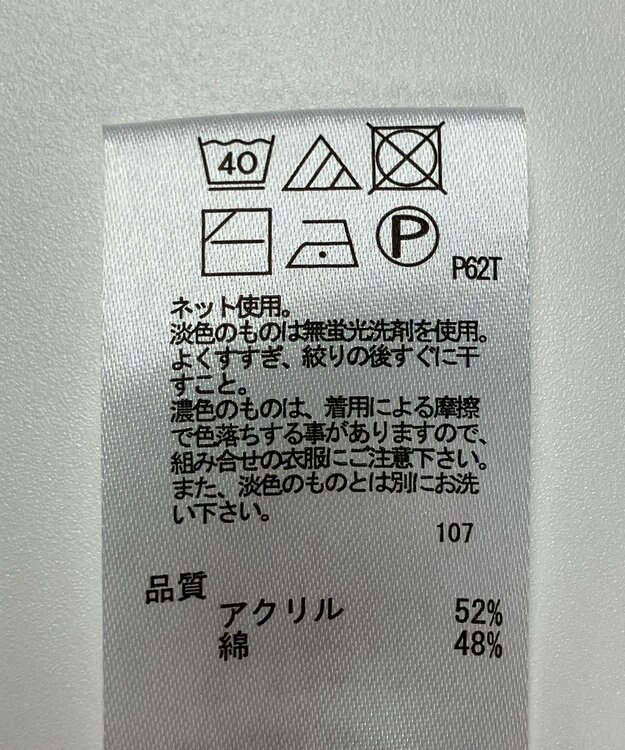 40
P
P62T
ネット使用。
淡色のものは無蛍光洗剤を使用。
よくすすぎ、絞りの後すぐに干
すこと。
濃色のものは、着用による摩擦
で色落ちする事がありますので、
組み合せの衣服にご注意下さい。
また、淡色のものとは別にお洗
い下さい。
107
品質
アクリル 52%
綿 48%